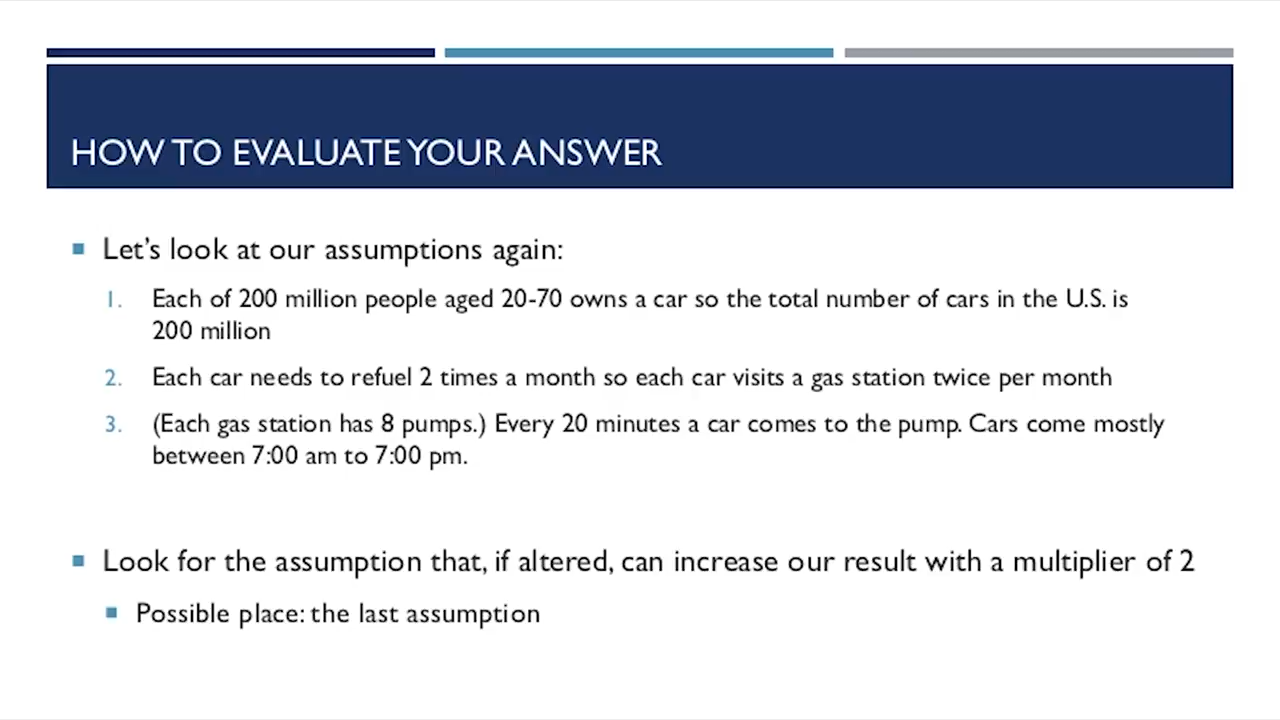 HOW TO EVALUATE YOUR ANSWER
Let's look at our assumptions again:
1. Each of 200 million people aged 20-70 owns a car so the total number of cars in the U.S. is
200 million
2. Each car needs to refuel 2 times a month so each car visits a gas station twice per month
3. (Each gas station has 8 pumps.) Every 20 minutes a car comes to the pump. Cars come mostly
between 7:00 am to 7:00 pm.
Look for the assumption that, if altered, can increase our result with a multiplier of 2
Possible place: the last assumption